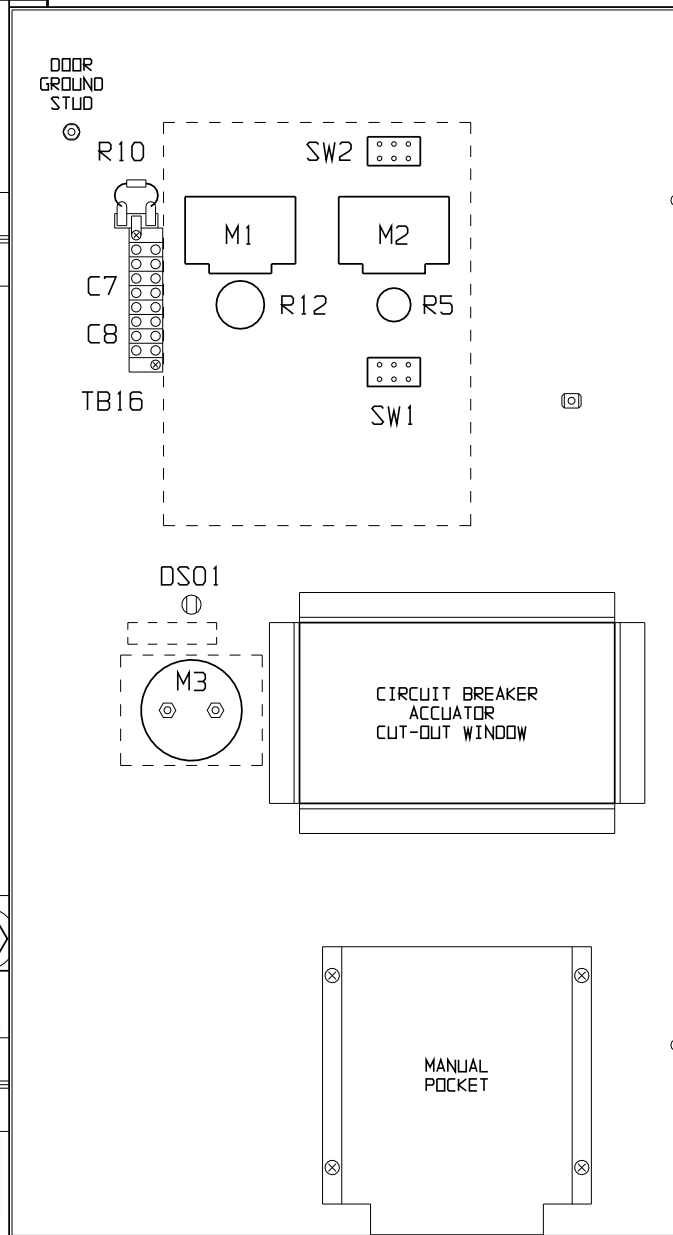 DOOR
GROUND
STUD
R10
SW2
M1
M2
C7
R12
R5
C8
TB16
SW1
DS01
M3
CIRCUIT BREAKER
ACCUATOR
CUT-OUT WINDOW
MANUAL
POCKET